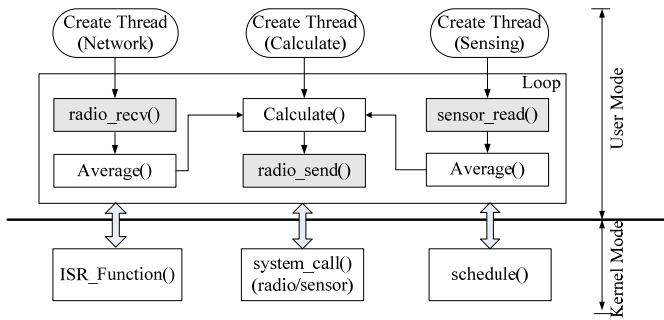 Create Thread
(Network)
Create Thread
(Calculate)
Create Thread
(Sensing)
Loop
radio_recv()
Calculate()
sensor_read()
Average()
radio_send()
Average()
User Mode
ISR_Function()
system_call()
(radio/sensor)
schedule()
Kernel Mode